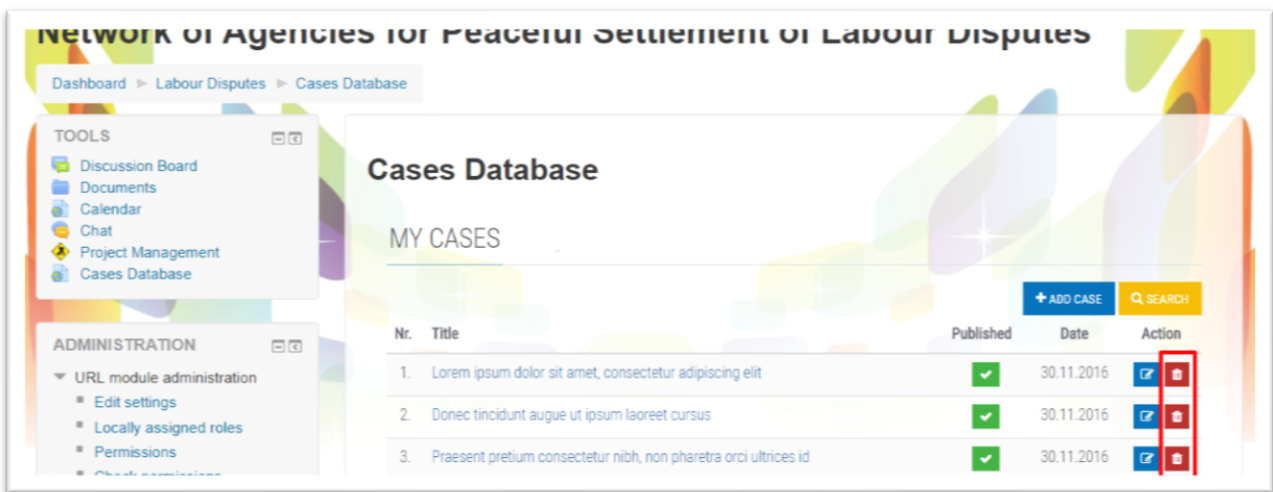 Network of Agencies for Peaceful Settlement of Labour Disputes
Dashboard ► Labour Disputes ► Cases Database
TOOLS
Discussion Board
Documents
Calendar
Chat
Project Management
Cases Database
ADMINISTRATION
URL module administration
Edit settings
Locally assigned roles
Permissions
Check permissions
Cases Database
MY CASES
+ ADD CASE SEARCH
Nr. Title Published Date Action
1. Lorem ipsum dolor sit amet, consectetur adipiscing elit 30.11.2016
2. Donec tincidunt augue ut ipsum laoreet cursus 30.11.2016
3. Praesent pretium consectetur nibh, non pharetra orci ultrices id 30.11.2016